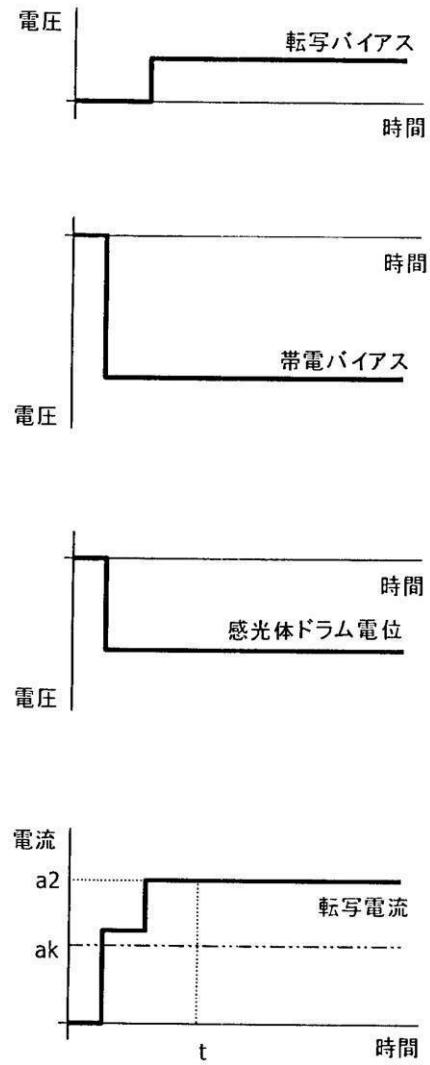 電圧
転写バイアス
時間
時間
帯電バイアス
電圧
時間
感光体ドラム電位
電圧
電流
a2
転写電流
ak
t
時間